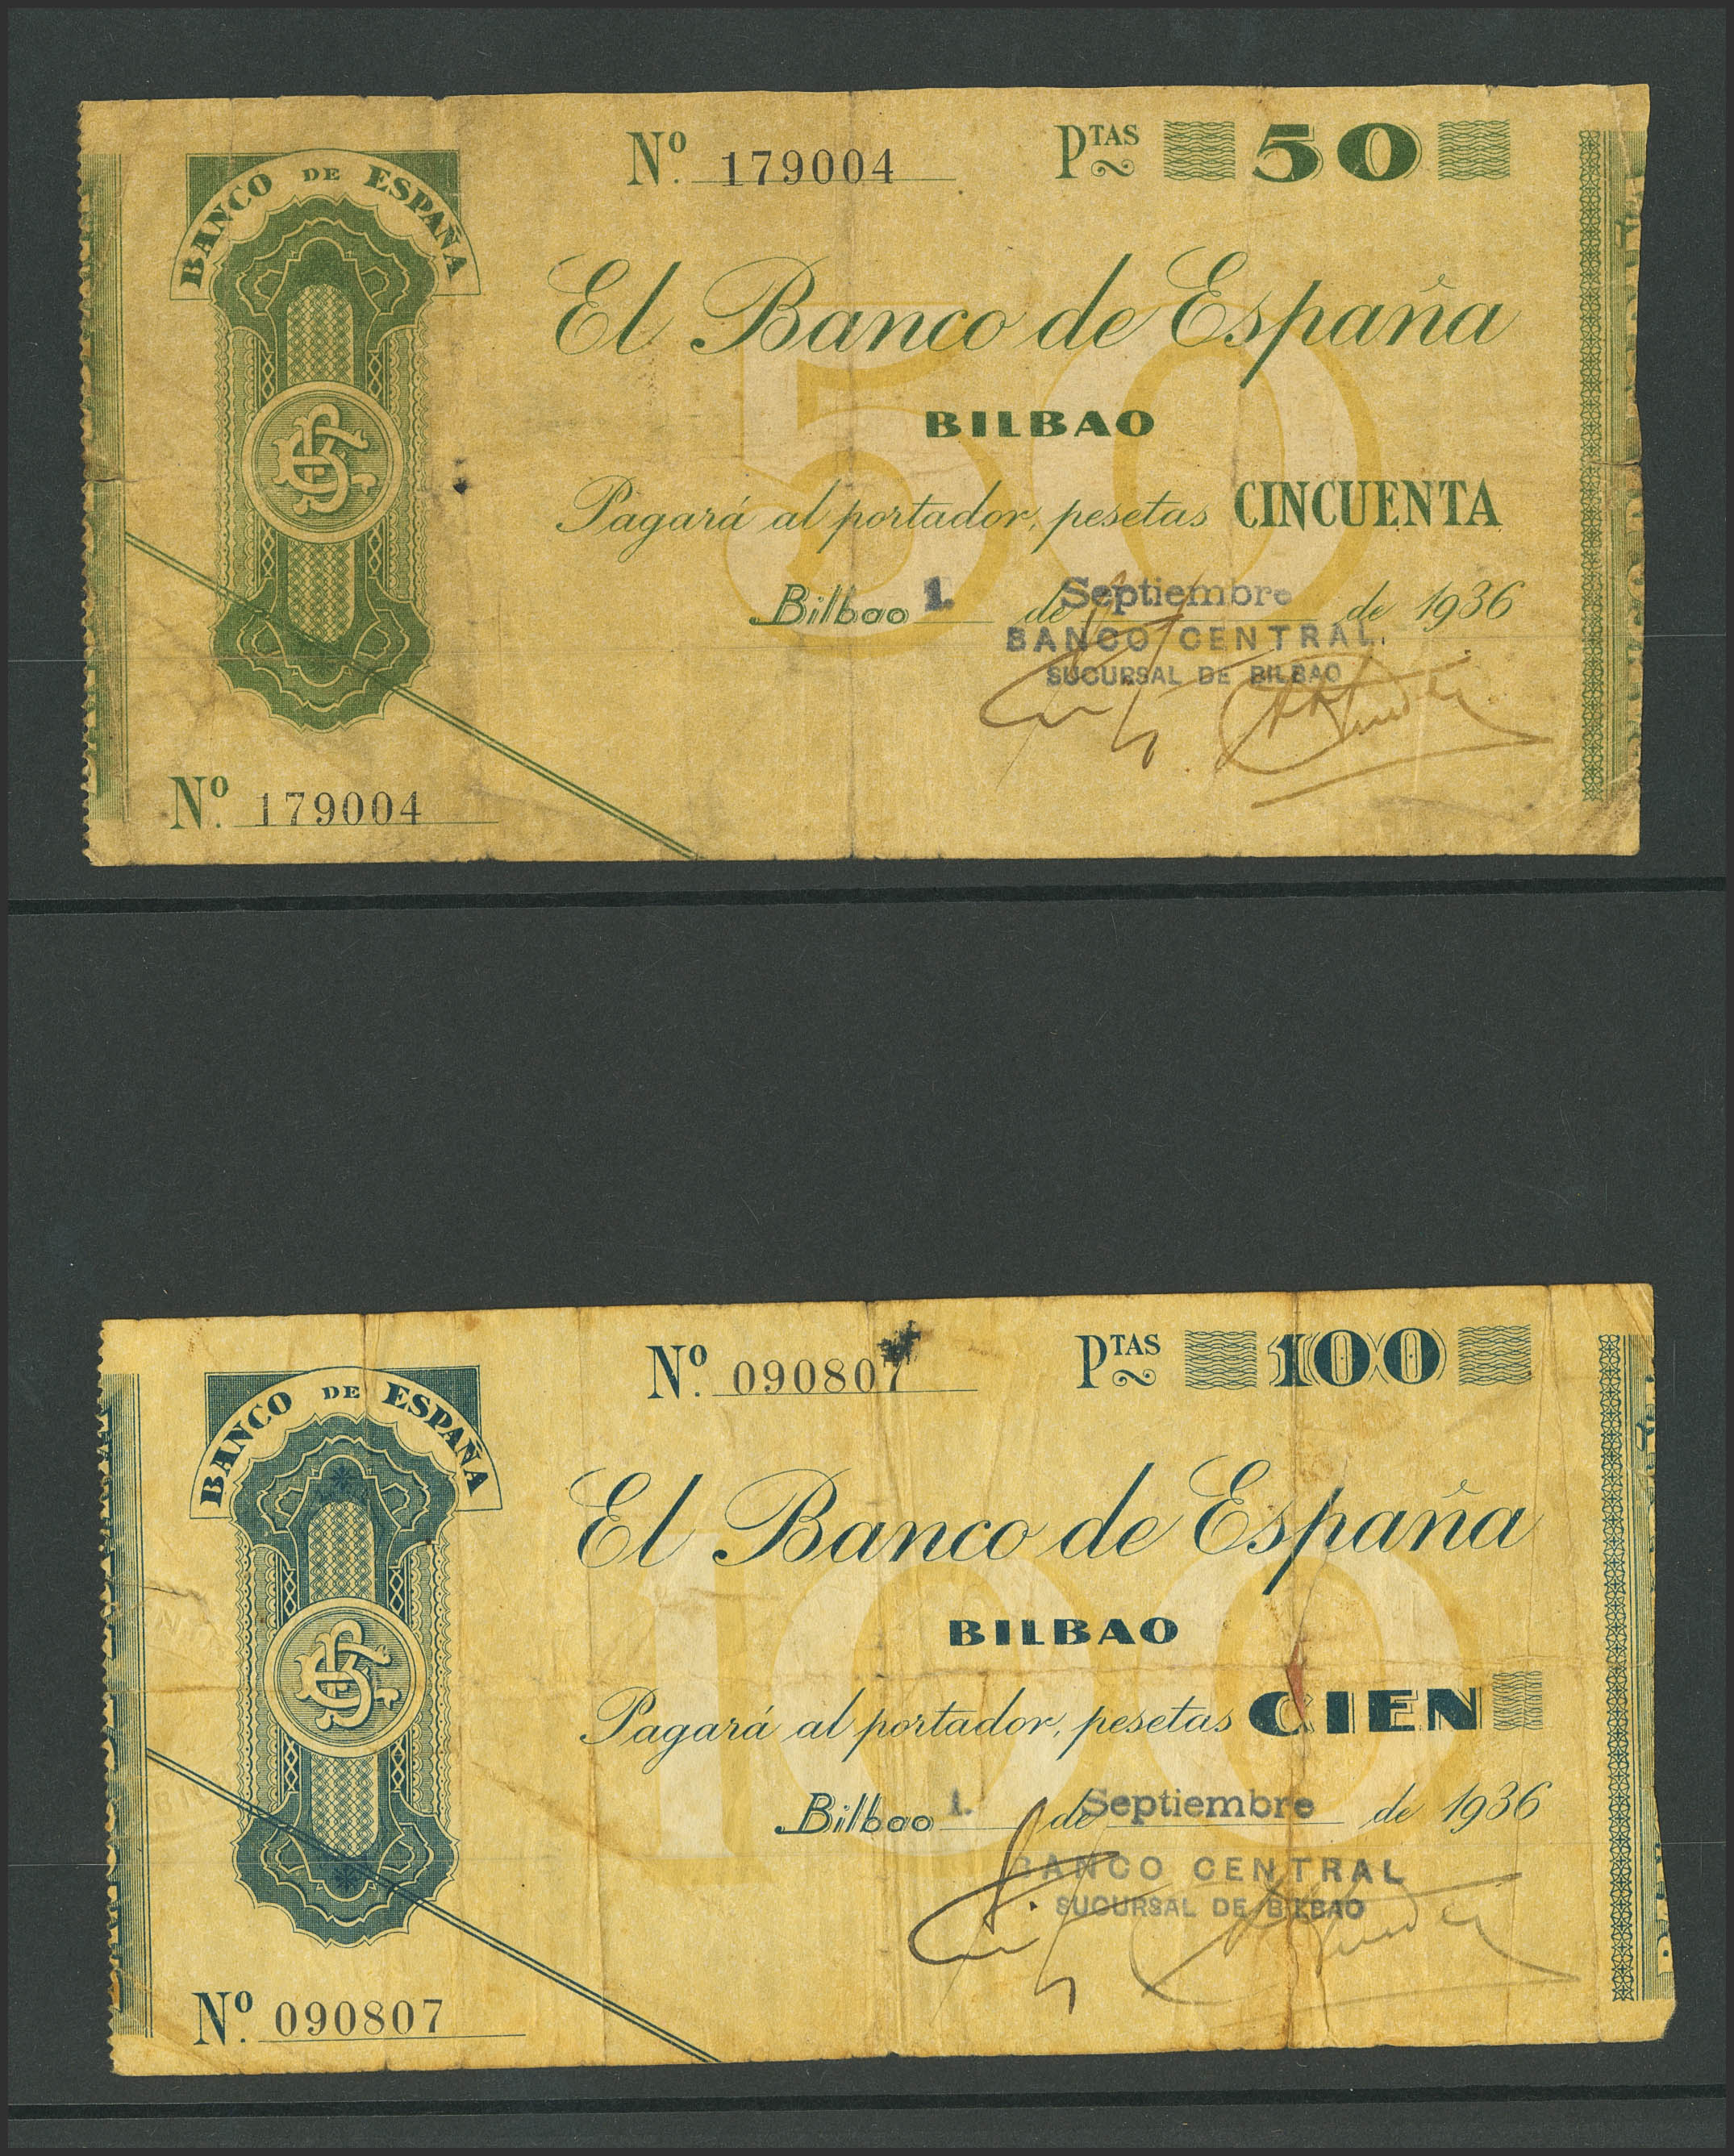 BANCO DE ESPAÑA
Nº. 179004
PTAS 50
El Banco de España
BILBAO
Pagará al portador, pesetas CINCUENTA
Bilbao 1. de Septiembre de 1936
BANCO CENTRAL.
SUCURSAL DE BILBAO
Nº. 179004
BANCO DE ESPAÑA
Nº. 090807
PTAS 100
El Banco de España
BILBAO
Pagará al portador, pesetas CIEN
Bilbao 1. de Septiembre de 1936
BANCO CENTRAL
SUCURSAL DE BILBAO
Nº. 090807